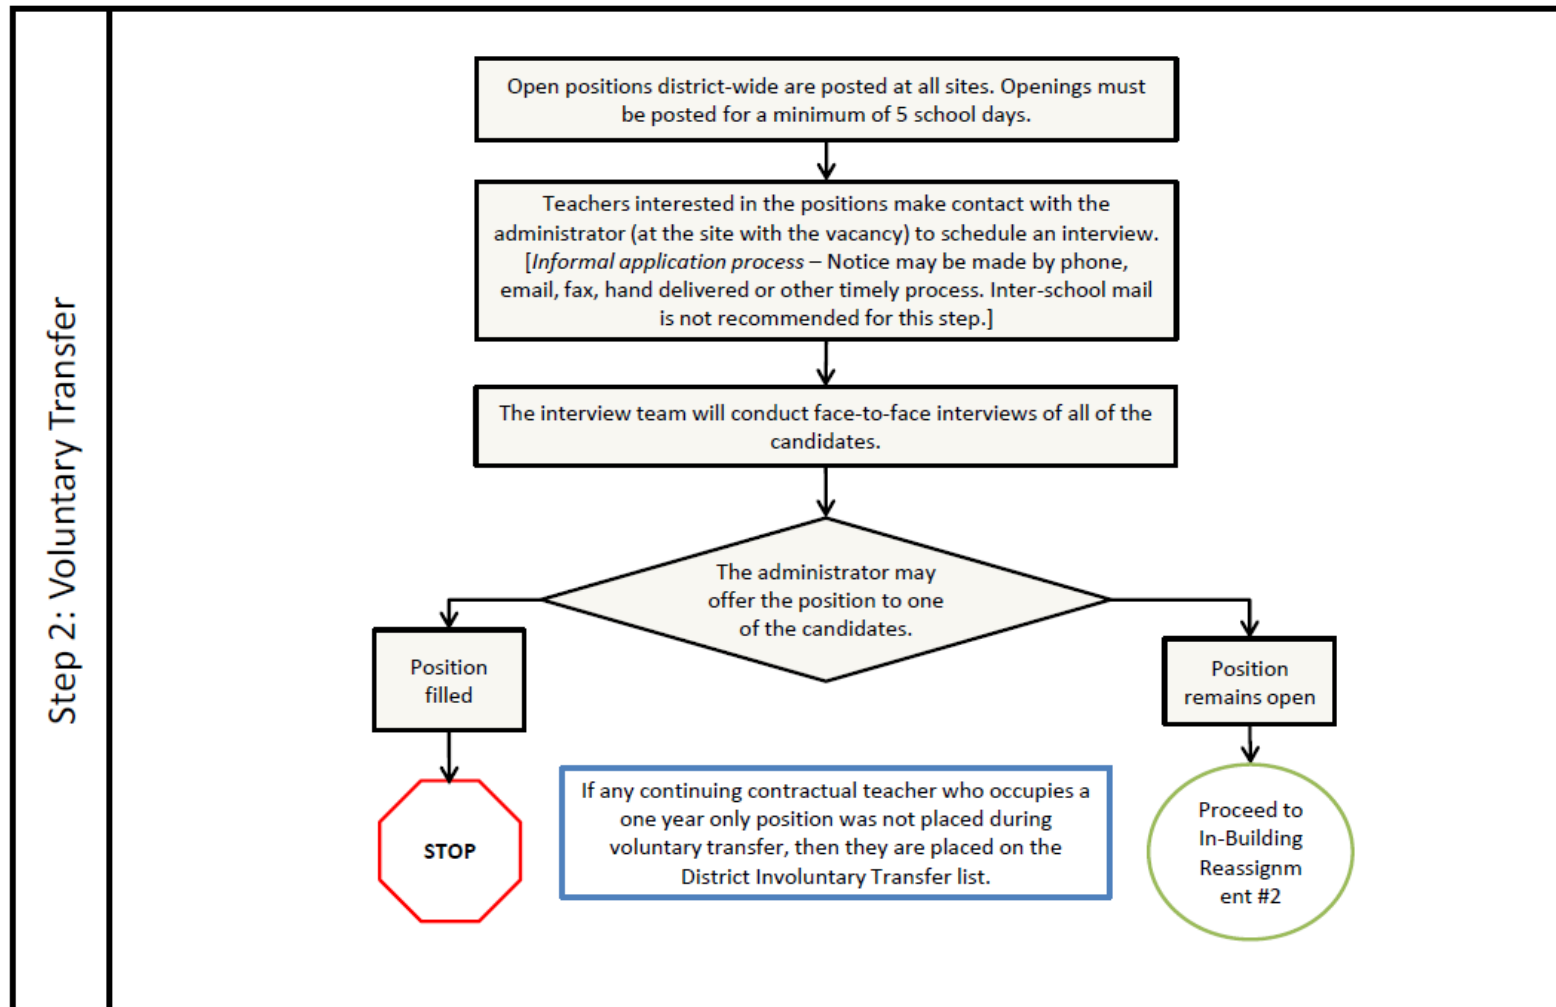 Step 2: Voluntary Transfer
Open positions district-wide are posted at all sites. Openings must
be posted for a minimum of 5 school days.
Teachers interested in the positions make contact with the
administrator (at the site with the vacancy) to schedule an interview.
[Informal application process – Notice may be made by phone,
email, fax, hand delivered or other timely process. Inter-school mail
is not recommended for this step.]
The interview team will conduct face-to-face interviews of all of the
candidates.
The administrator may
offer the position to one
of the candidates.
Position
filled
Position
remains open
STOP
If any continuing contractual teacher who occupies a
one year only position was not placed during
voluntary transfer, then they are placed on the
District Involuntary Transfer list.
Proceed to
In-Building
Reassignm
ent #2